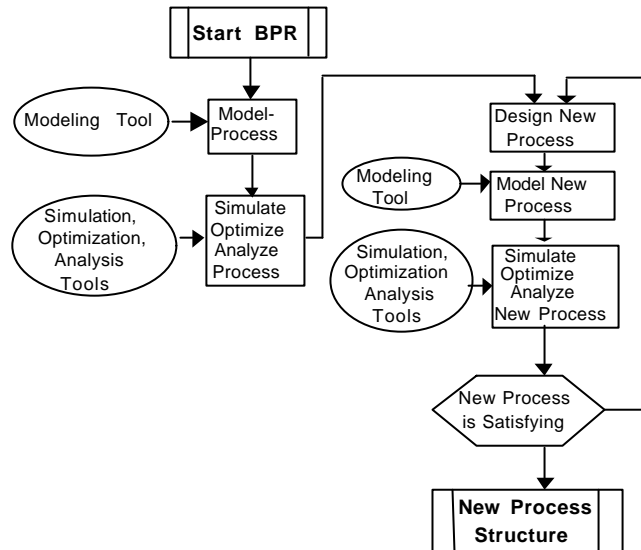 Start BPR
Modeling Tool
Model-
Process
Simulation,
Optimization,
Analysis
Tools
Simulate
Optimize
Analyze
Process
Design New
Process
Modeling
Tool
Model New
Process
Simulation,
Optimization
Analysis
Tools
Simulate
Optimize
Analyze
New Process
New Process
is Satisfying
New Process
Structure